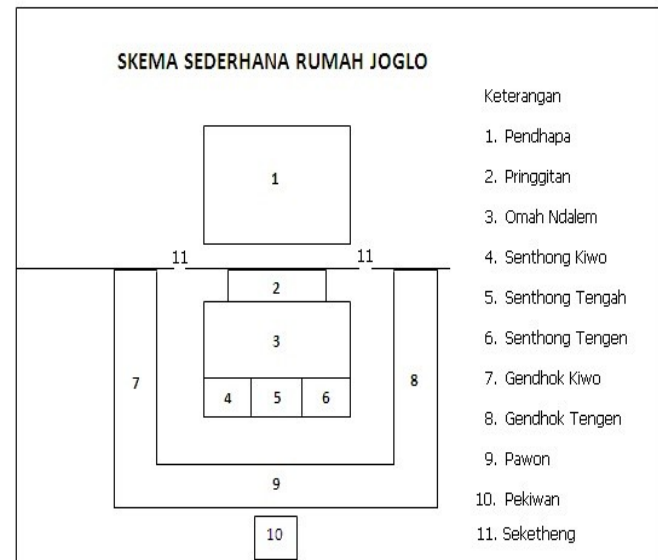 SKEMA SEDERHANA RUMAH JOGLO
Keterangan
1. Pendhapa
2. Pringgitan
3. Omah Ndalem
4. Senthong Kiwo
5. Senthong Tengah
6. Senthong Tengen
7. Gendhok Kiwo
8. Gendhok Tengen
9. Pawon
10. Pekiwan
11. Seketheng
1
11
11
2
3
7
8
4
5
6
9
10